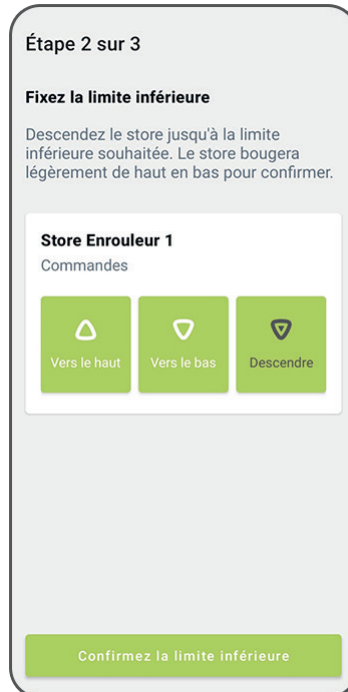 Étape 2 sur 3
Fixez la limite inférieure
Descendez le store jusqu'à la limite
inférieure souhaitée. Le store bougera
légèrement de haut en bas pour confirmer.
Store Enrouleur 1
Commandes
Vers le haut
Vers le bas
Descendre
Confirmez la limite inférieure